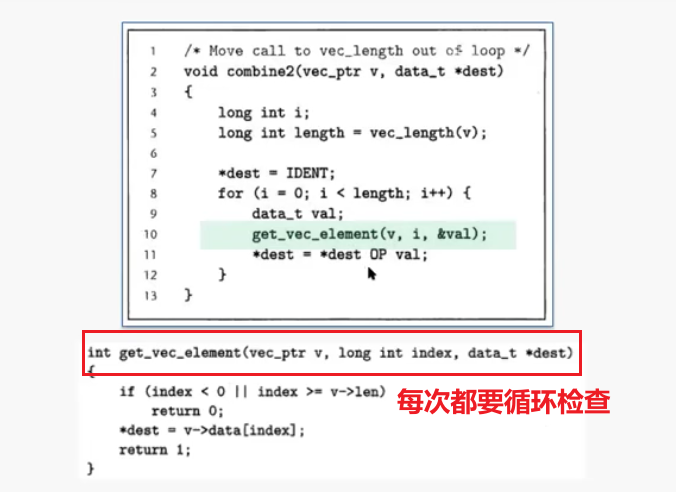 1 /* Move call to vec_length out of loop */
2 void combine2(vec_ptr v, data_t *dest)
3 {
4 long int i;
5 long int length = vec_length(v);
6
7 *dest = IDENT;
8 for (i = 0; i < length; i++) {
9 data_t val;
10 get_vec_element(v, i, &val);
11 *dest = *dest OP val;
12 }
13 }
int get_vec_element(vec_ptr v, long int index, data_t *dest)
{
if (index < 0 || index >= v->len)
return 0;
每次都要循环检查
*dest = v->data[index];
return 1;
}